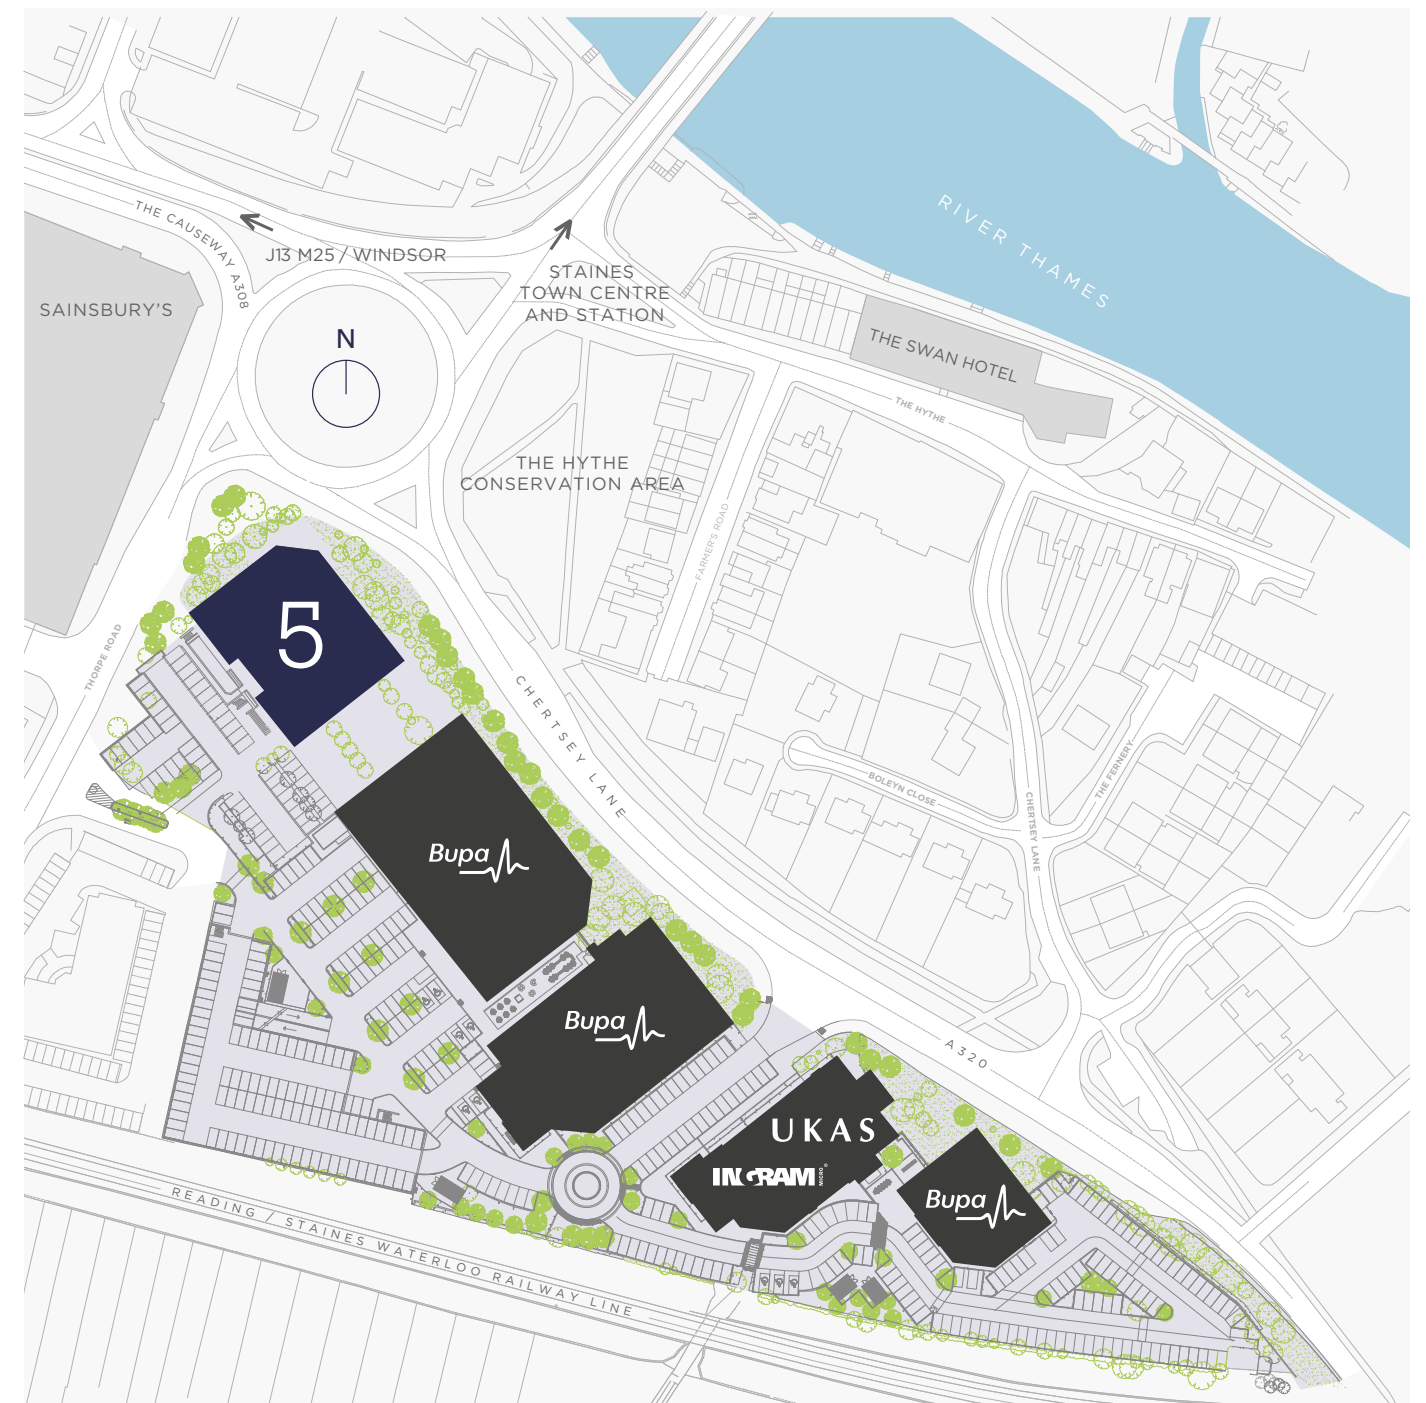 RIVER THAMES
THE CAUSEWAY A308
J13 M25 / WINDSOR
STAINES
TOWN CENTRE
AND STATION
SAINSBURY'S
N
THE SWAN HOTEL
THE HYTHE
THE HYTHE
CONSERVATION AREA
FARMER'S ROAD
5
THORPE ROAD
CHERTSEY LANE
BOLEYN CLOSE
THE FERNERY
CHERTSEY LANE
Bupa
Bupa
A320
UKAS
INGRAM
MICRO
®
Bupa
READING / STAINES WATERLOO RAILWAY LINE